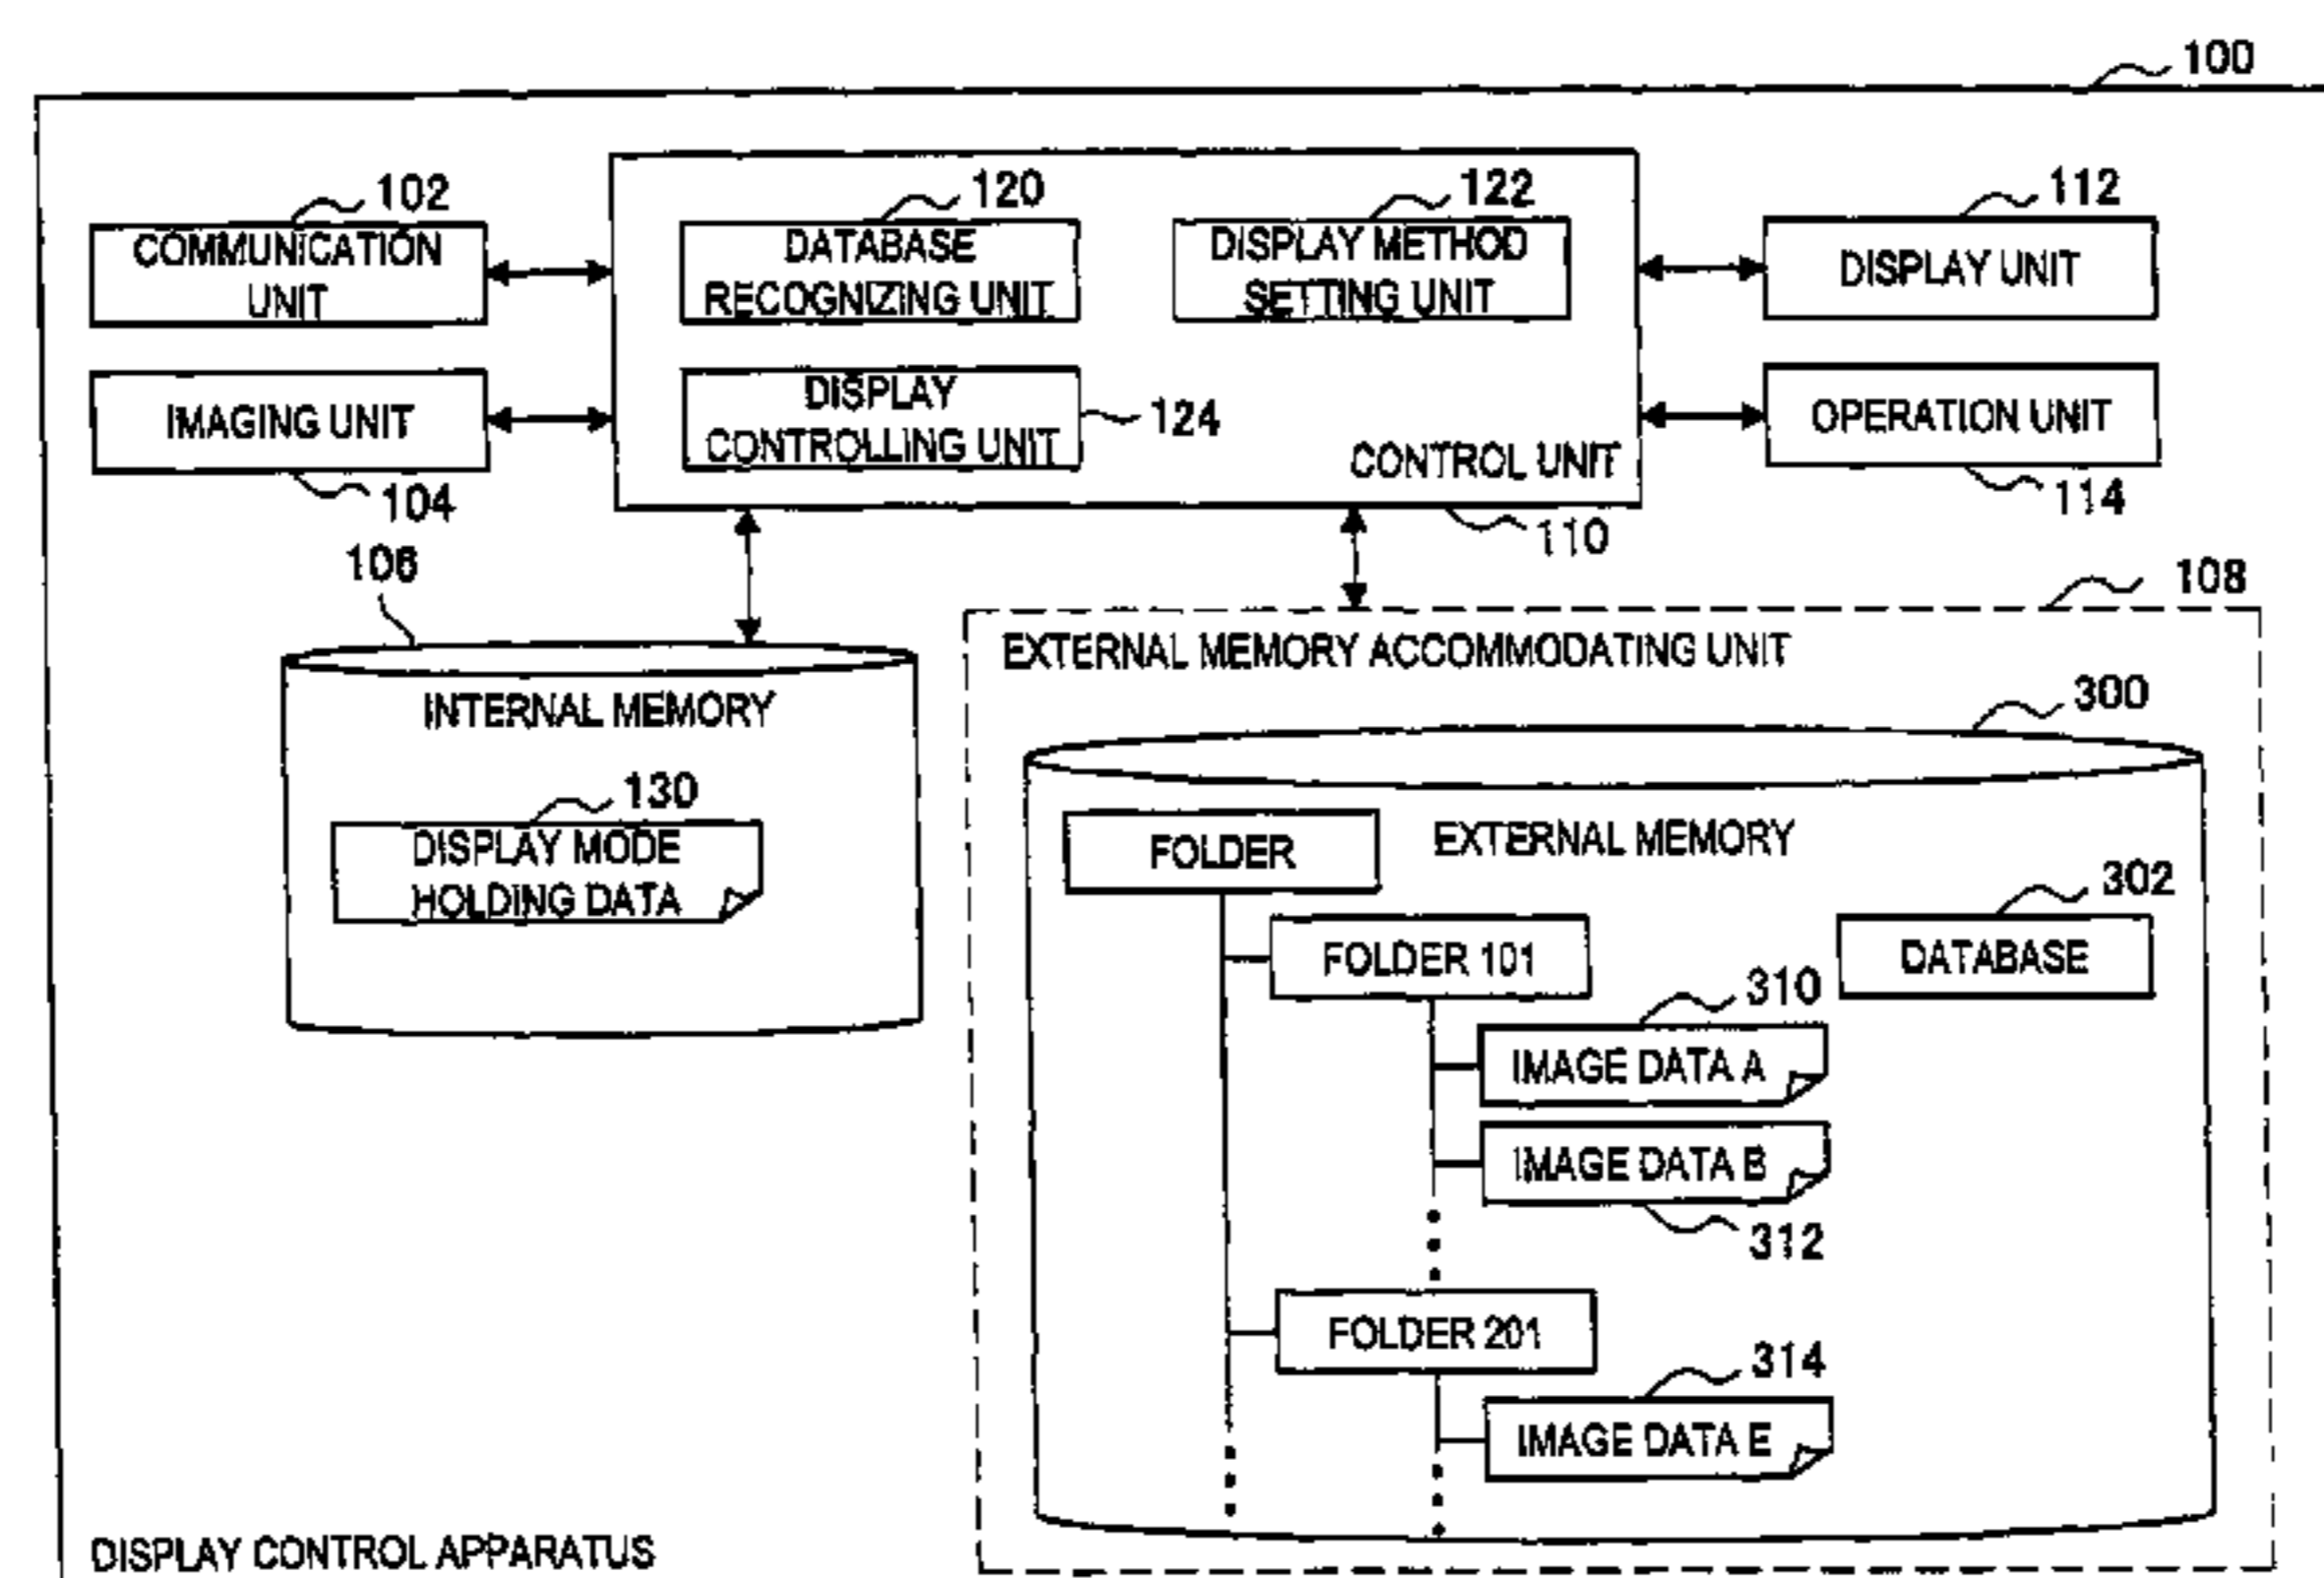 100
102
COMMUNICATION
UNIT
120
DATABASE
RECOGNIZING UNIT
122
DISPLAY METHOD
SETTING UNIT
112
DISPLAY UNIT
IMAGING UNIT
104
DISPLAY
CONTROLLING UNIT
124
CONTROL UNIT
110
OPERATION UNIT
114
106
INTERNAL MEMORY
130
DISPLAY MODE
HOLDING DATA
108
EXTERNAL MEMORY ACCOMMODATING UNIT
300
EXTERNAL MEMORY
FOLDER
302
DATABASE
FOLDER 101
310
IMAGE DATA A
IMAGE DATA B
312
FOLDER 201
314
IMAGE DATA E
DISPLAY CONTROL APPARATUS